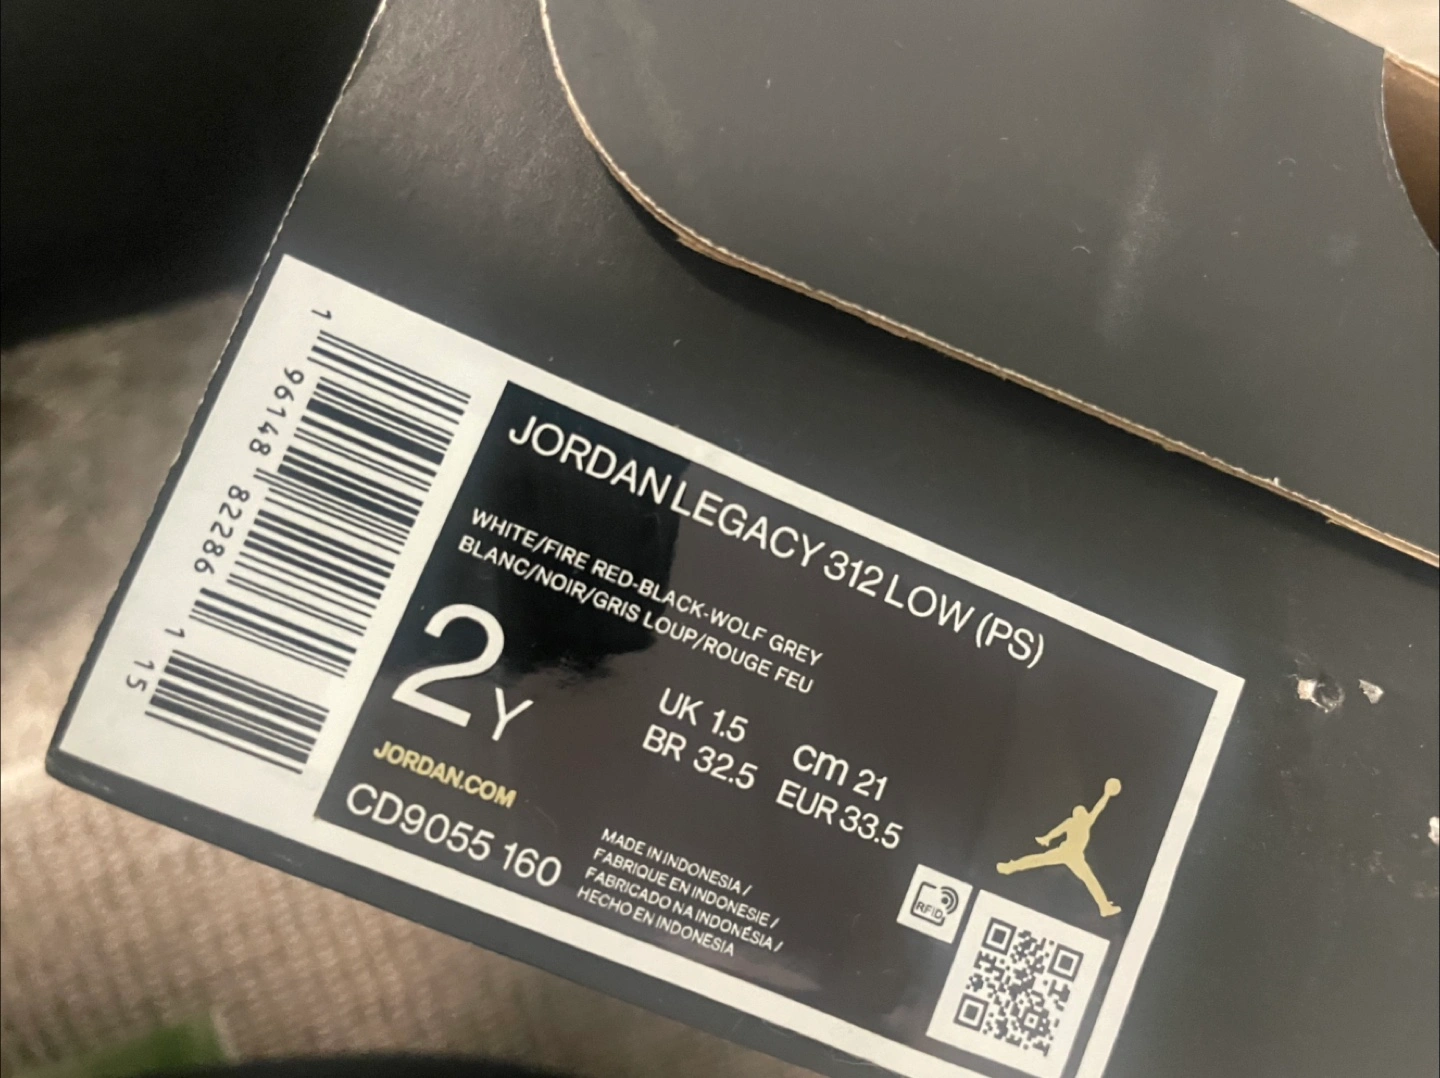 1 96148 82286 1 15
JORDAN LEGACY 312 LOW (PS)
WHITE/FIRE RED-BLACK-WOLF GREY
BLANC/NOIR/GRIS LOUP/ROUGE FEU
2Y
UK 1.5 cm 21
BR 32.5 EUR 33.5
JORDAN.COM
CD9055 160
MADE IN INDONESIA /
FABRIQUE EN INDONESIE /
FABRICADO NA INDONÉSIA /
HECHO EN INDONESIA
RFID